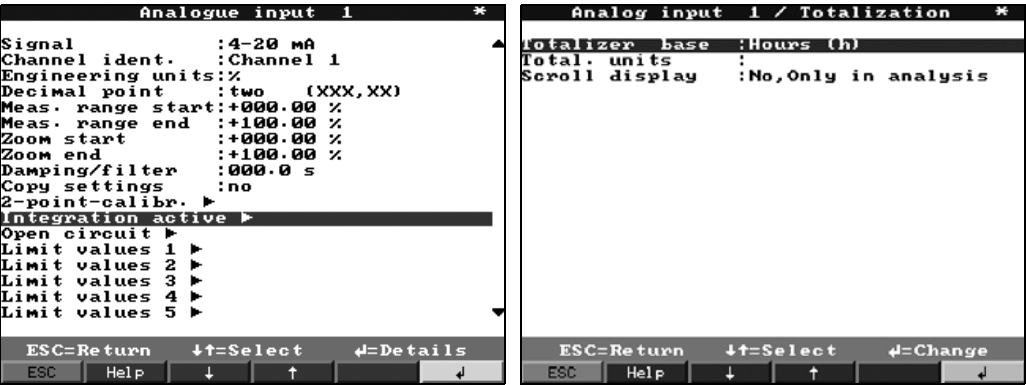 Analogue input 1 *
Signal :4-20 mA
Channel ident. :Channel 1
Engineering units:%
Decimal point :two (XXX,XX)
Meas. range start:+000.00 %
Meas. range end :+100.00 %
Zoom start :+000.00 %
Zoom end :+100.00 %
Damping/filter :000.0 s
Copy settings :no
2-point-calibr. ►
Integration active ►
Open circuit ►
Limit values 1 ►
Limit values 2 ►
Limit values 3 ►
Limit values 4 ►
Limit values 5 ►
ESC=Return ↓↑=Select ↲=Details
ESC Help ↓ ↑ ↲
Analog input 1 / Totalization *
Totalizer base :Hours (h)
Total. units :
Scroll display :No,Only in analysis
ESC=Return ↓↑=Select ↲=Change
ESC Help ↓ ↑ ↲